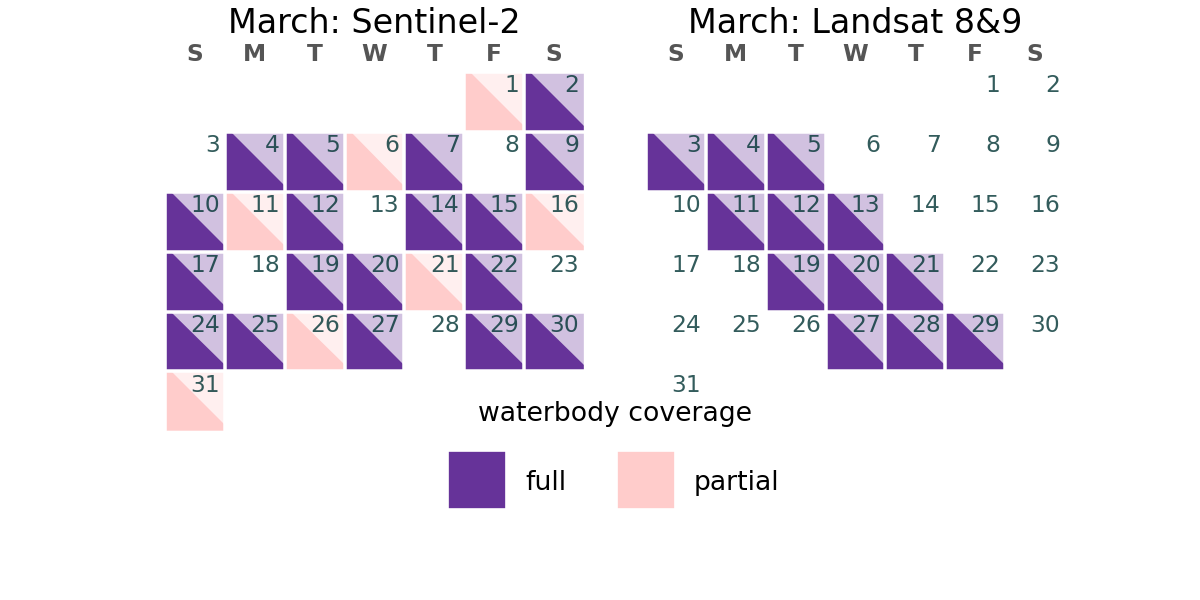 March: Sentinel-2
S M T W T F S
1 2
3 4 5 6 7 8 9
10 11 12 13 14 15 16
17 18 19 20 21 22 23
24 25 26 27 28 29 30
31
March: Landsat 8&9
S M T W T F S
1 2
3 4 5 6 7 8 9
10 11 12 13 14 15 16
17 18 19 20 21 22 23
24 25 26 27 28 29 30
31
waterbody coverage
full partial